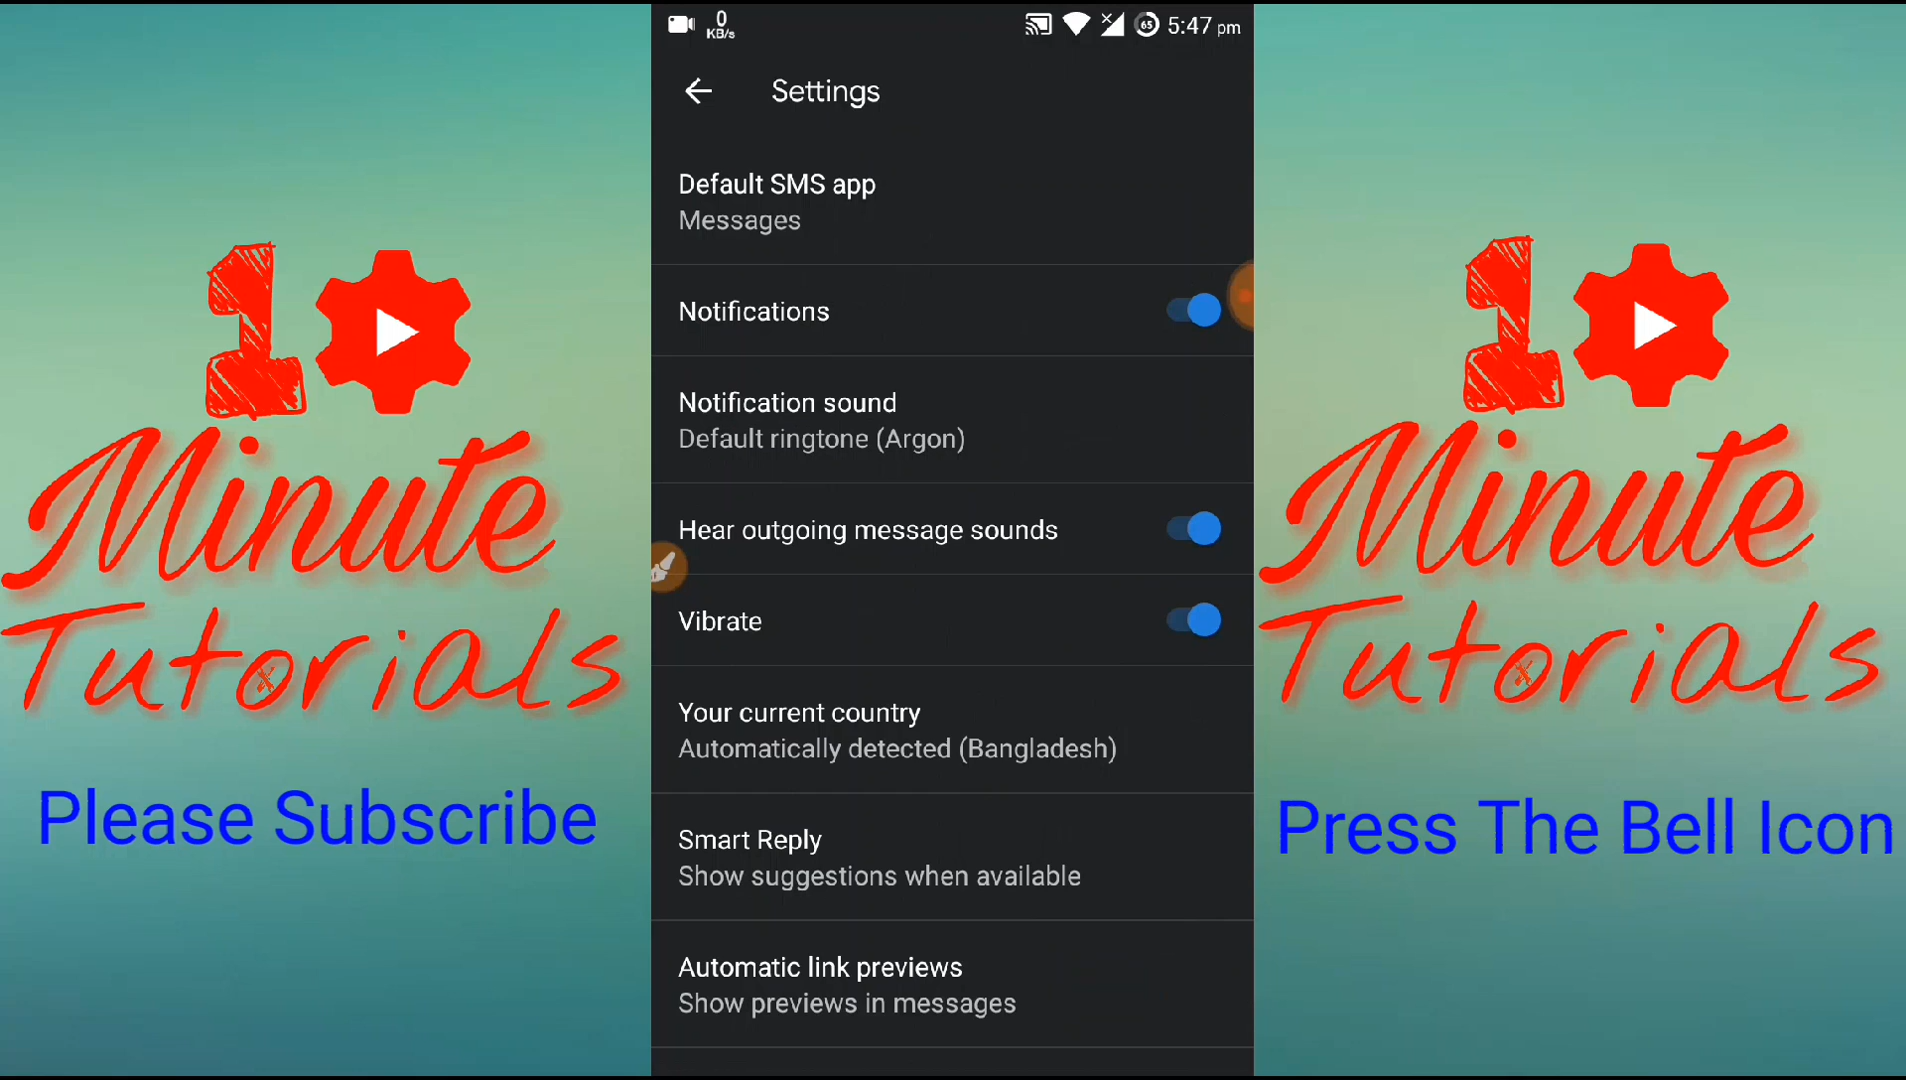 0
KB/s
65
5:47 pm
Settings
Default SMS app
Messages
Notifications
Notification sound
Default ringtone (Argon)
Hear outgoing message sounds
Vibrate
Your current country
Automatically detected (Bangladesh)
Smart Reply
Show suggestions when available
Automatic link previews
Show previews in messages
10
Minute
Tutorials
Please Subscribe
10
Minute
Tutorials
Press The Bell Icon